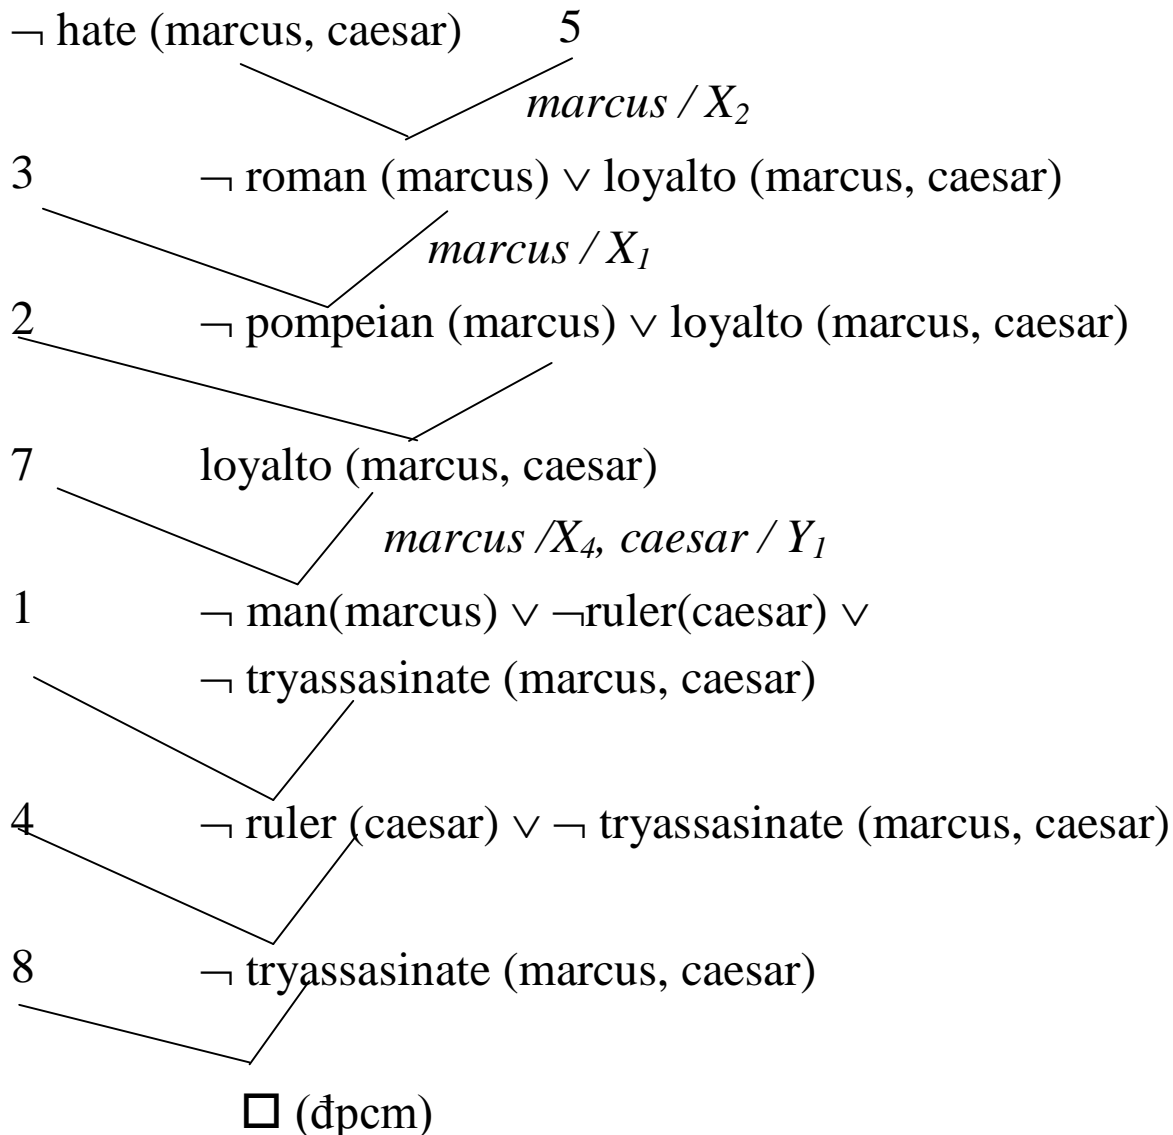 ¬ hate (marcus, caesar) 5
marcus / X₂
3 ¬ roman (marcus) ∨ loyalto (marcus, caesar)
marcus / X₁
2 ¬ pompeian (marcus) ∨ loyalto (marcus, caesar)
7 loyalto (marcus, caesar)
marcus /X₄, caesar / Y₁
1 ¬ man(marcus) ∨ ¬ruler(caesar) ∨
¬ tryassasinate (marcus, caesar)
4 ¬ ruler (caesar) ∨ ¬ tryassasinate (marcus, caesar)
8 ¬ tryassasinate (marcus, caesar)
□ (đpcm)